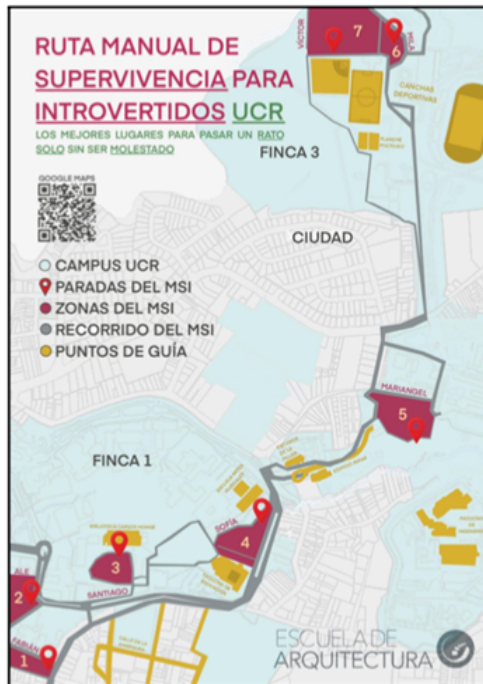 RUTA MANUAL DE
SUPERVIVENCIA PARA
INTROVERTIDOS UCR
LOS MEJORES LUGARES PARA PASAR UN RATO
SOLO SIN SER MOLESTADO
GOOGLE MAPS
CAMPUS UCR
PARADAS DEL MSI
ZONAS DEL MSI
RECORRIDO DEL MSI
PUNTOS DE GUÍA
VÍCTOR
7
6
CANCHAS
DEPORTIVAS
FINCA 3
CIUDAD
MARIANGEL
5
FINCA 1
SOFÍA
4
3
SANTIAGO
ALE
2
FABIÁN
1
ESCUELA DE
ARQUITECTURA